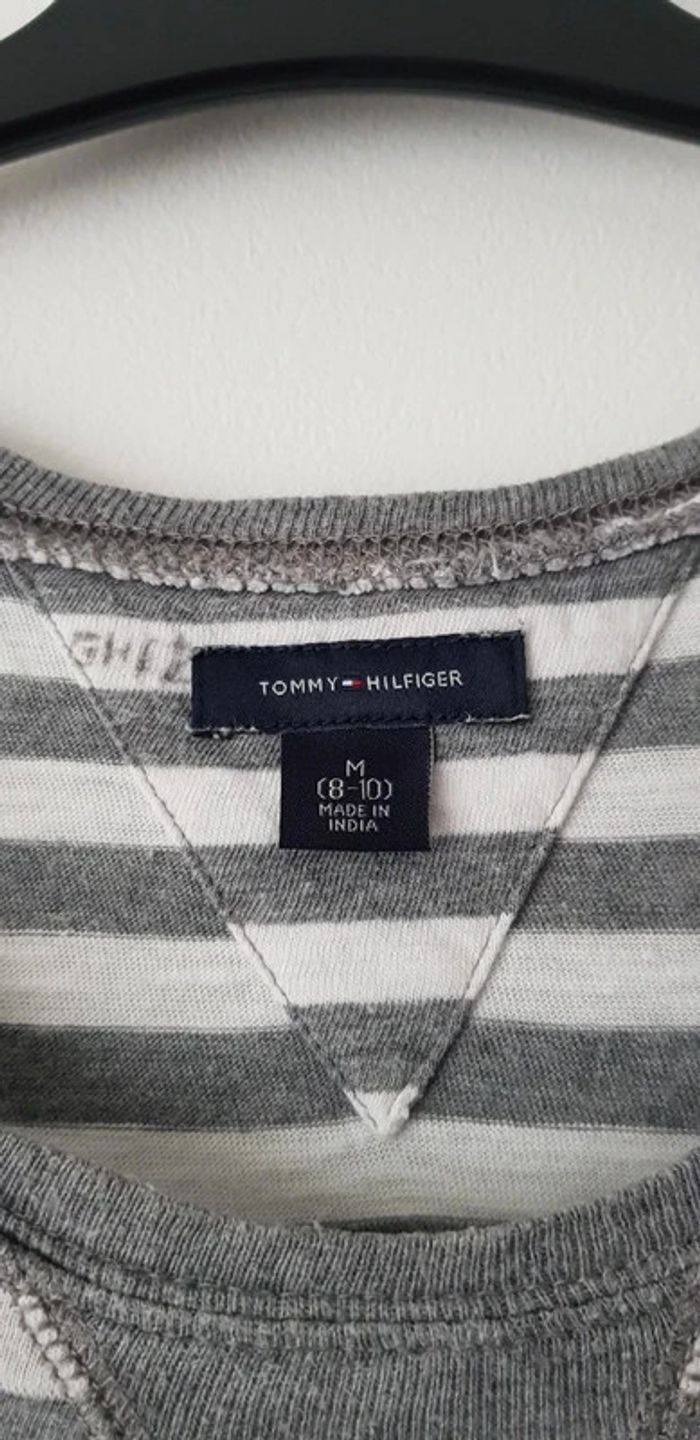 TOMMY HILFIGER
M
(8-10)
MADE IN
INDIA